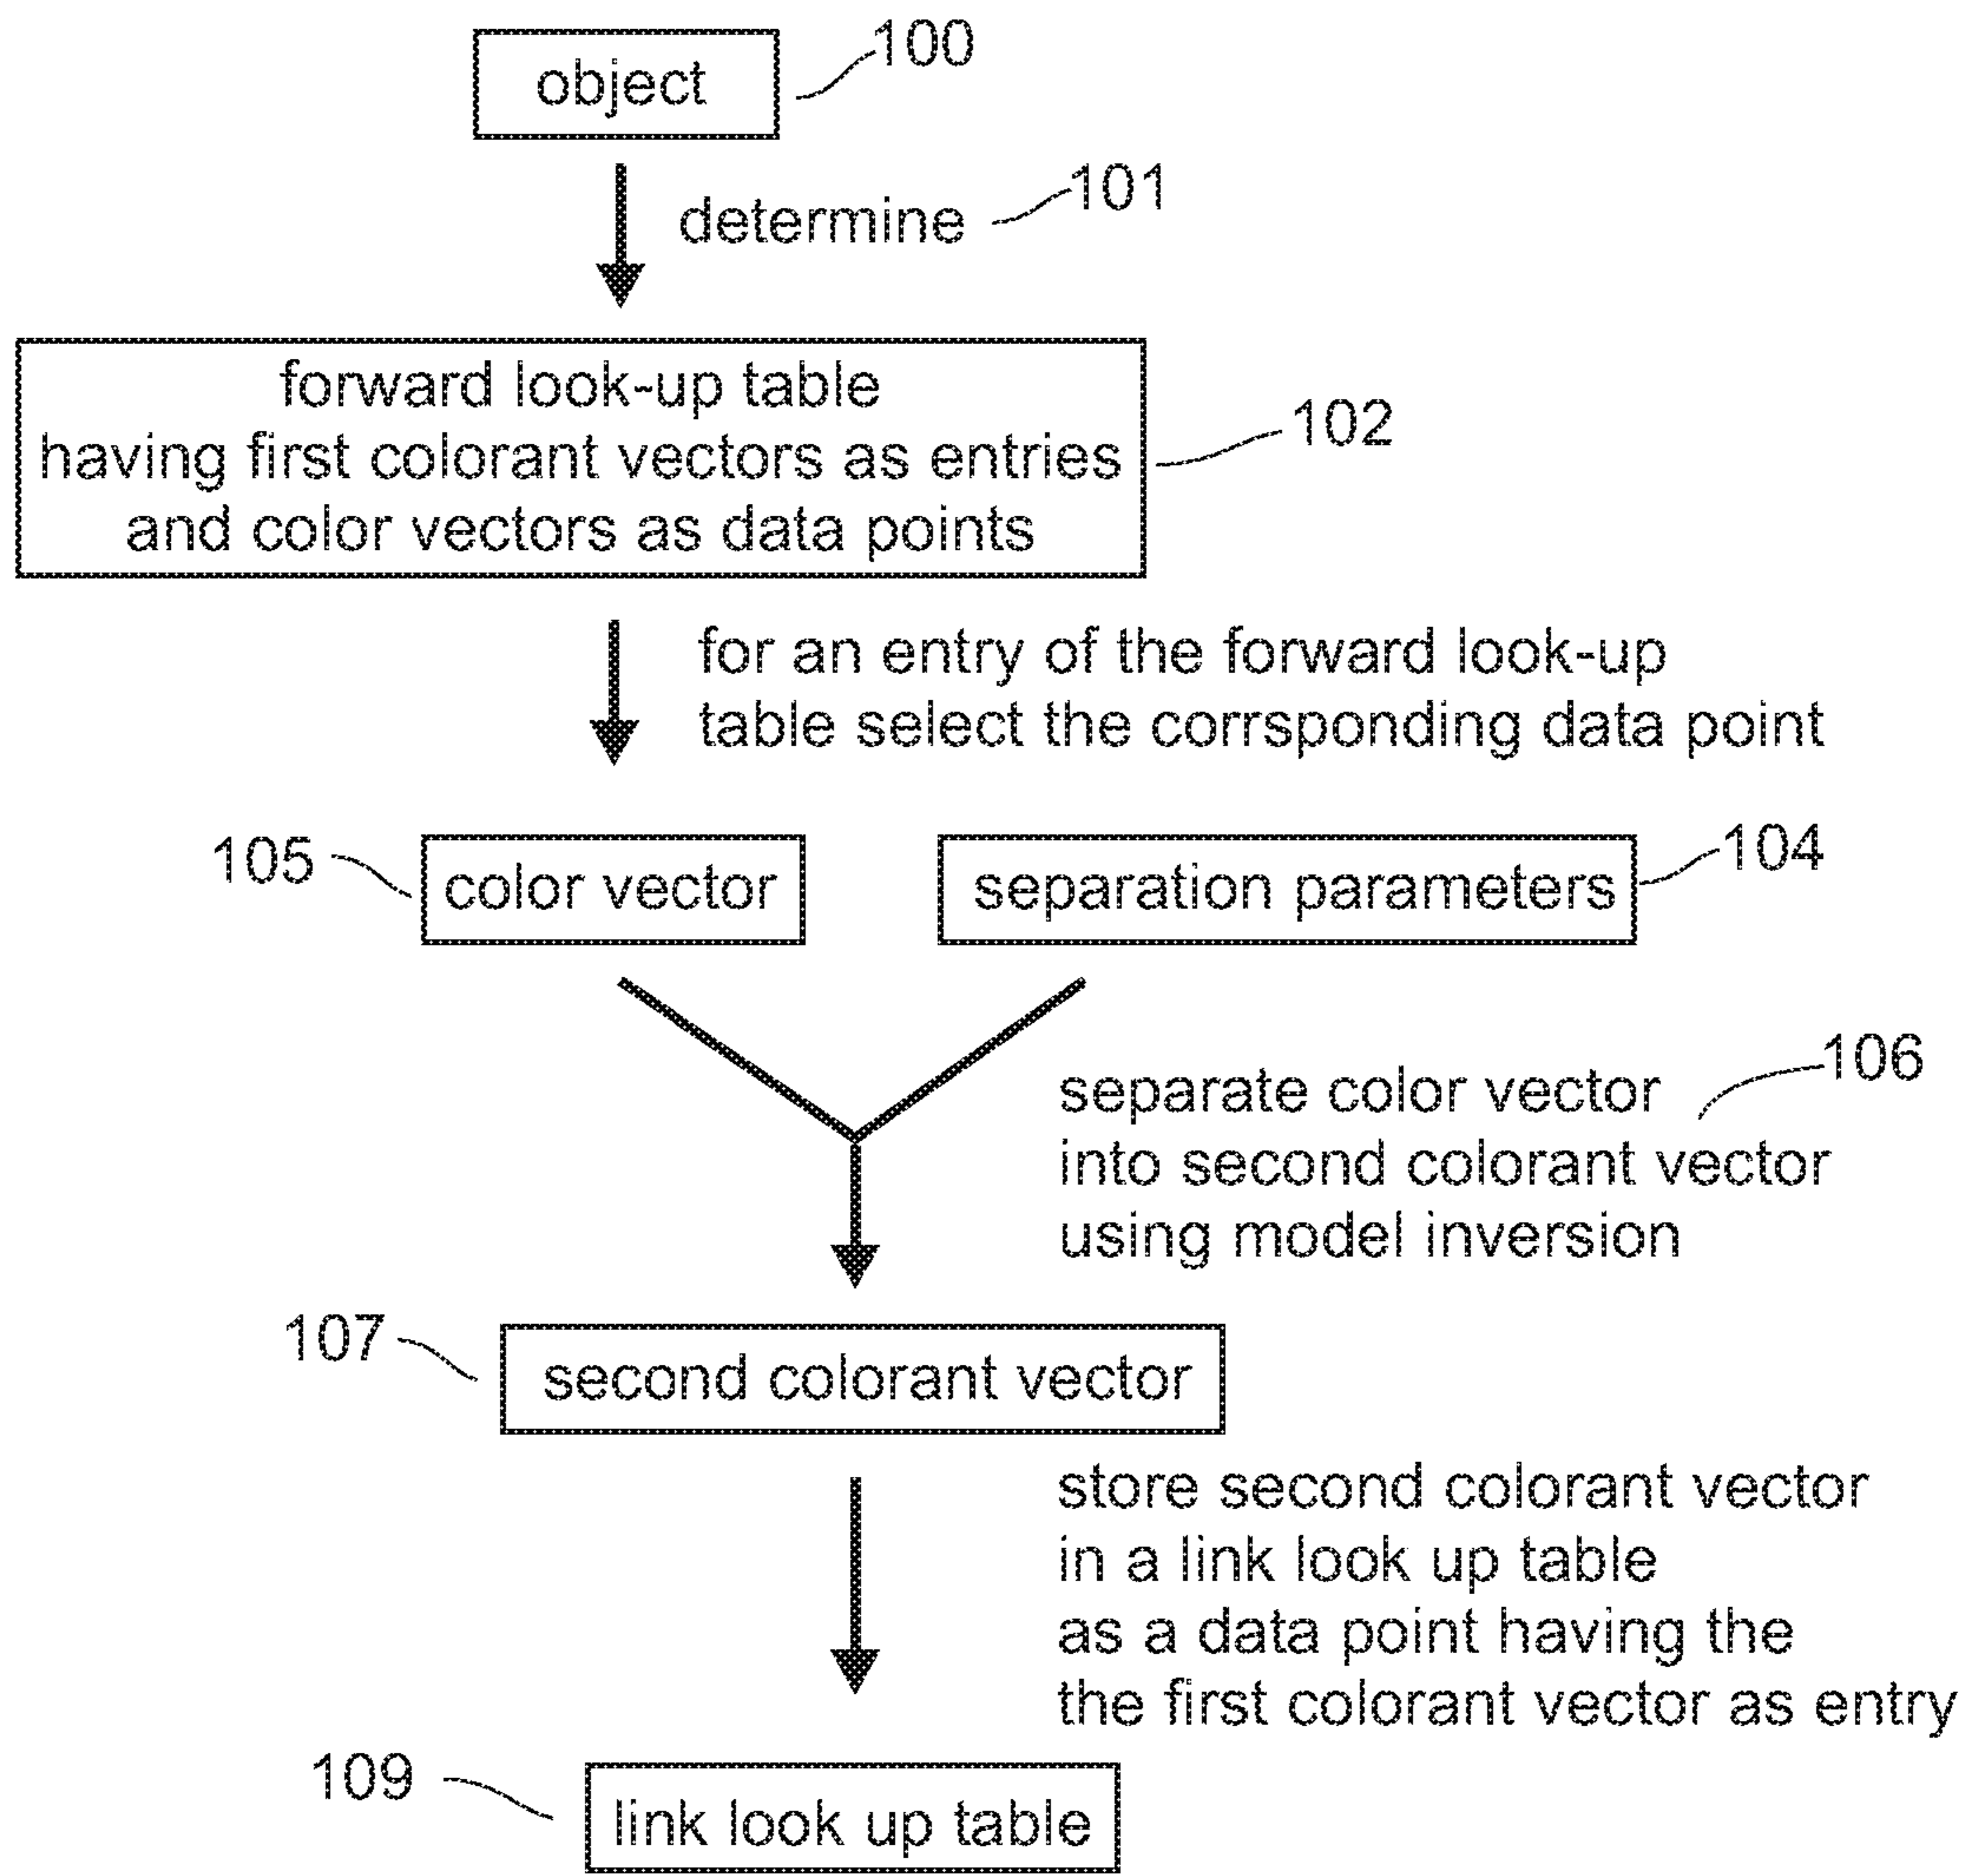 object
100
determine
101
forward look-up table
having first colorant vectors as entries
and color vectors as data points
102
for an entry of the forward look-up
table select the corrsponding data point
105
color vector
separation parameters
104
separate color vector
into second colorant vector
using model inversion
106
107
second colorant vector
store second colorant vector
in a link look up table
as a data point having the
the first colorant vector as entry
109
link look up table